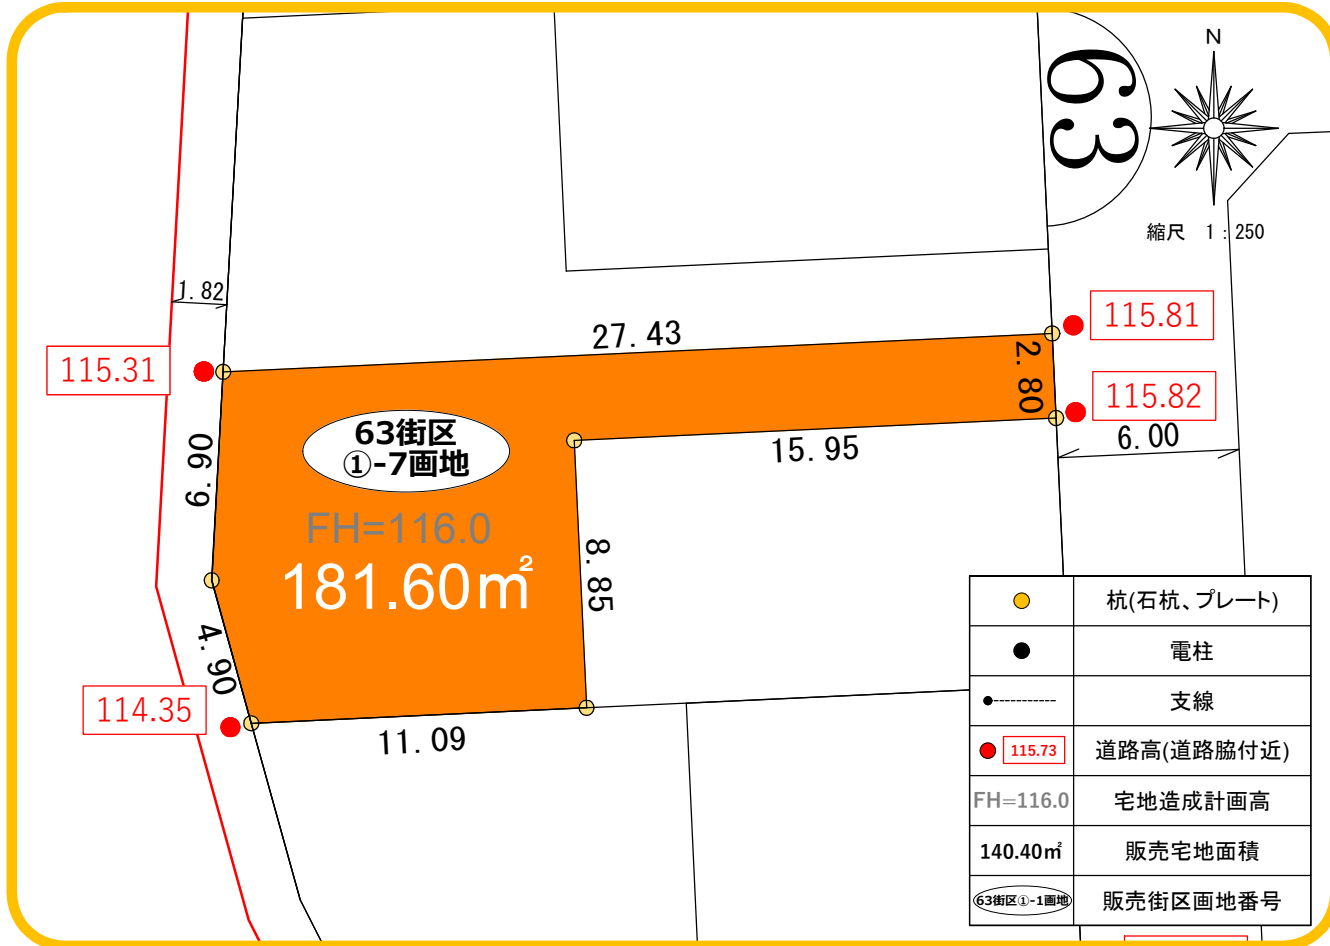 63
N
縮尺 1:250
1.82
115.31
27.43
115.81
2.80
115.82
6.00
15.95
63街区
①-7画地
6.90
FH=116.0
181.60㎡
8.85
4.90
114.35
11.09
杭(石杭、プレート)
電柱
支線
115.73 道路高(道路脇付近)
FH=116.0 宅地造成計画高
140.40㎡ 販売宅地面積
63街区①-1画地 販売街区画地番号